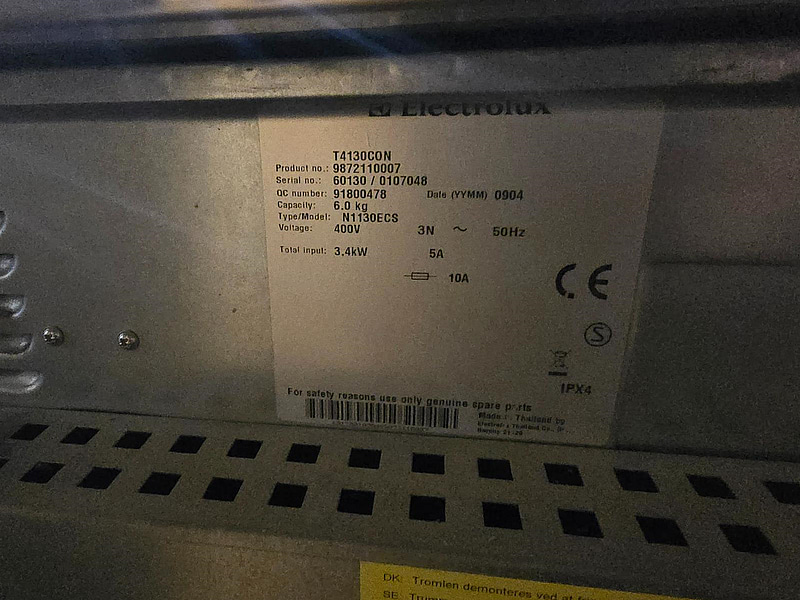 Electrolux
T4130CON
Product no.: 9872110007
Serial no.: 60130 / 0107048
QC number: 91800478 Date (YYMM) 0904
Capacity: 6.0 kg
Type/Model: N1130ECS
Voltage: 400V 3N ~ 50Hz
Total input: 3.4kW 5A
10A
CE
S
IPX4
For safety reasons use only genuine spare parts
Made in Thailand by
DK: Tromlen demonteres ved at
SE